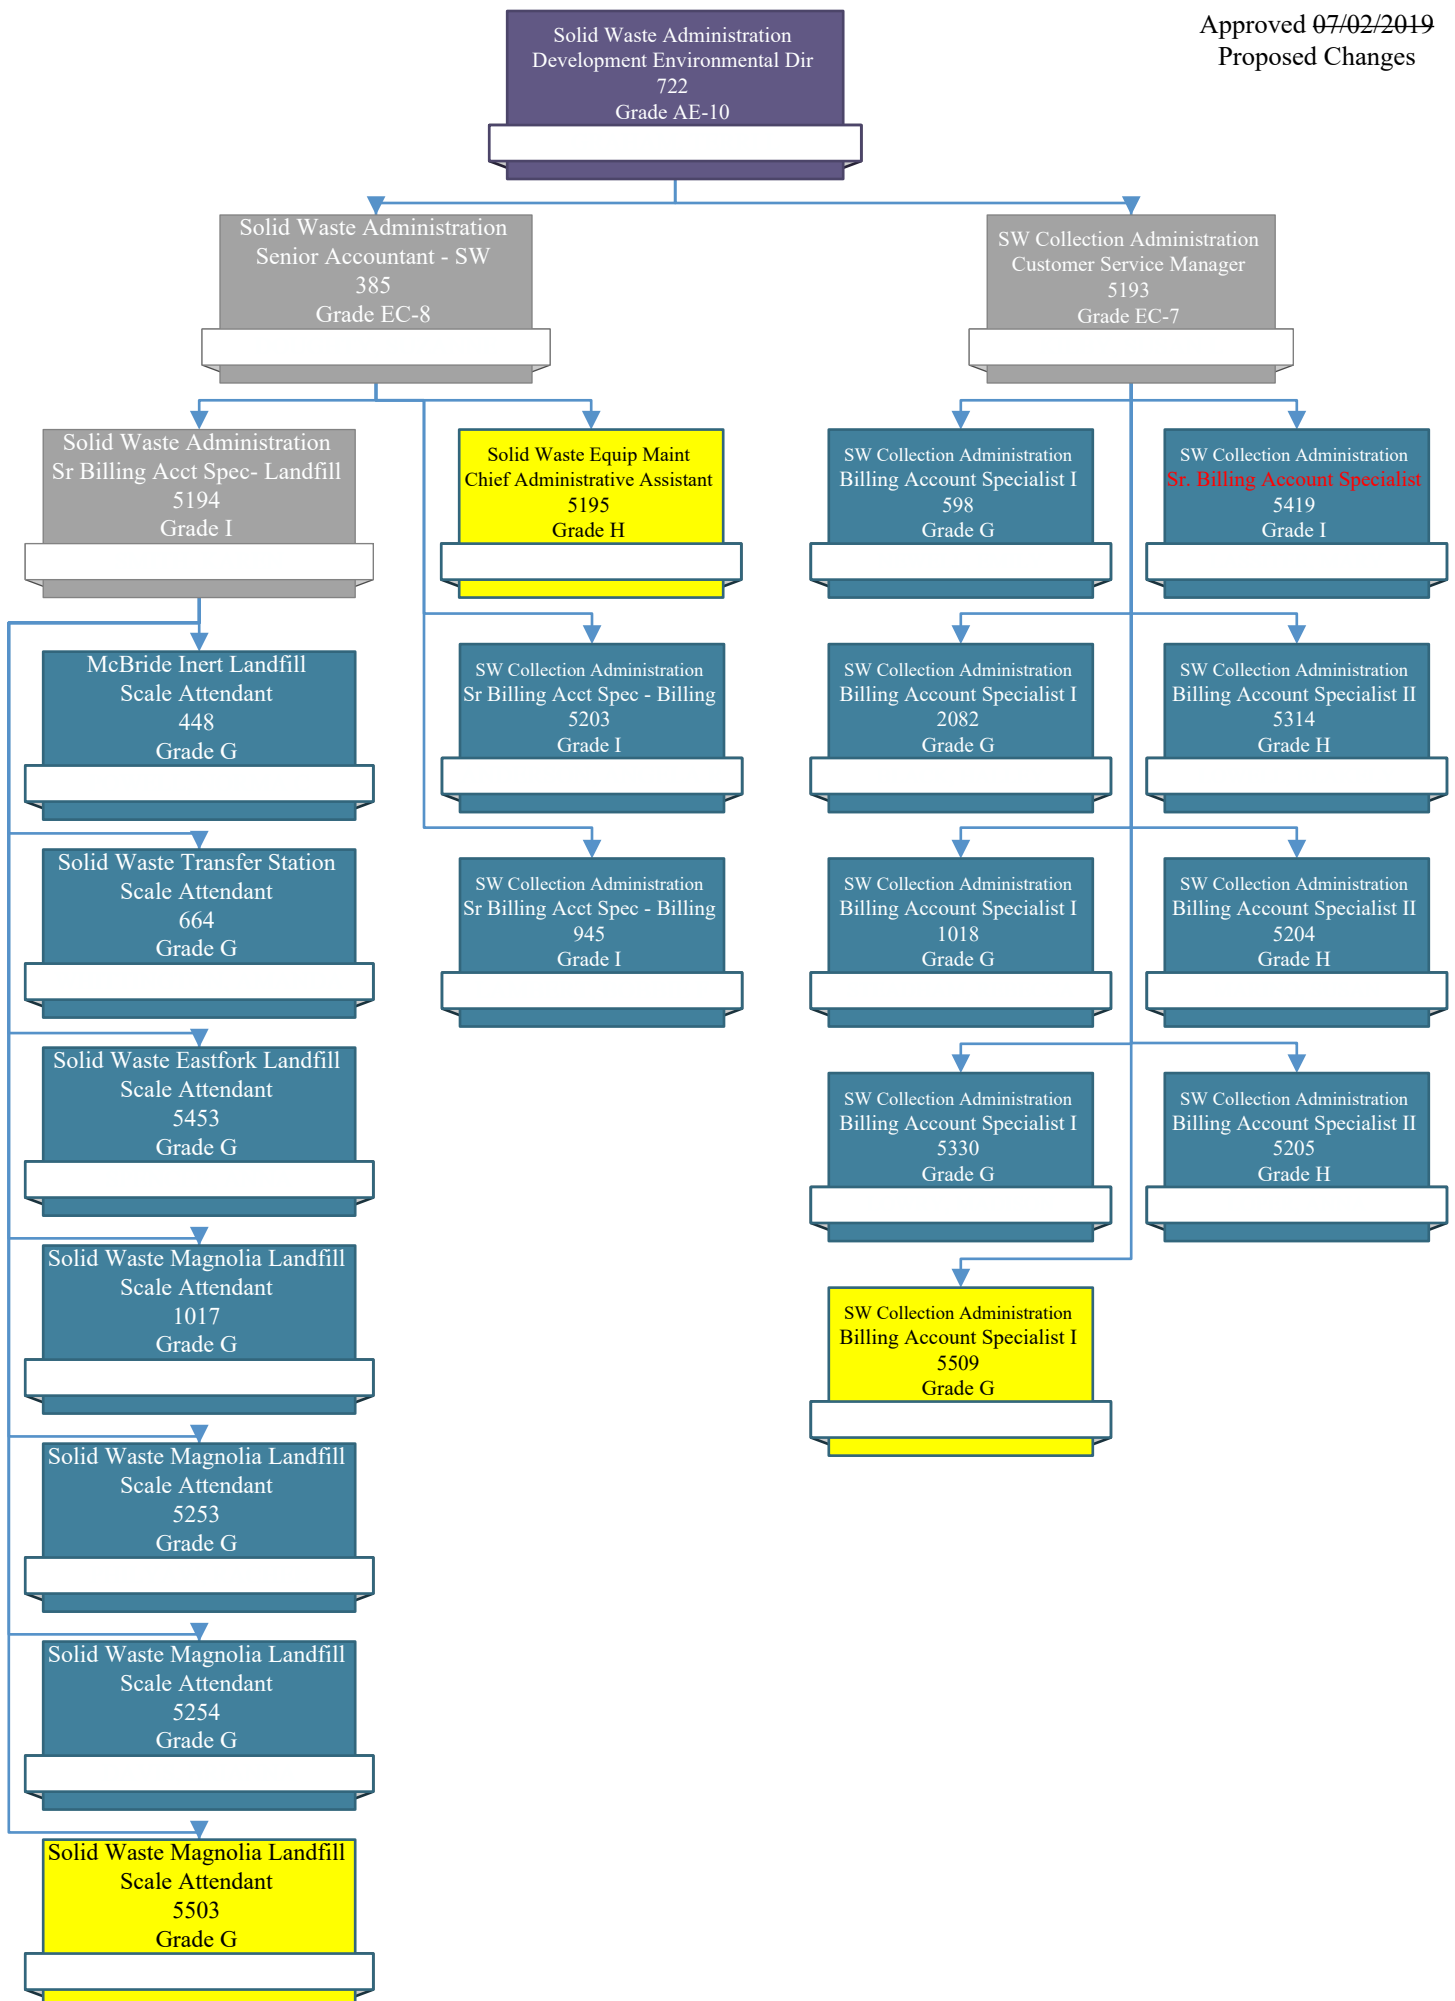 Approved 07/02/2019
Proposed Changes
Solid Waste Administration
Development Environmental Dir
722
Grade AE-10
Solid Waste Administration
Senior Accountant - SW
385
Grade EC-8
SW Collection Administration
Customer Service Manager
5193
Grade EC-7
Solid Waste Administration
Sr Billing Acct Spec- Landfill
5194
Grade I
Solid Waste Equip Maint
Chief Administrative Assistant
5195
Grade H
SW Collection Administration
Billing Account Specialist I
598
Grade G
SW Collection Administration
Sr. Billing Account Specialist
5419
Grade I
McBride Inert Landfill
Scale Attendant
448
Grade G
SW Collection Administration
Sr Billing Acct Spec - Billing
5203
Grade I
SW Collection Administration
Billing Account Specialist I
2082
Grade G
SW Collection Administration
Billing Account Specialist II
5314
Grade H
Solid Waste Transfer Station
Scale Attendant
664
Grade G
SW Collection Administration
Sr Billing Acct Spec - Billing
945
Grade I
SW Collection Administration
Billing Account Specialist I
1018
Grade G
SW Collection Administration
Billing Account Specialist II
5204
Grade H
Solid Waste Eastfork Landfill
Scale Attendant
5453
Grade G
SW Collection Administration
Billing Account Specialist I
5330
Grade G
SW Collection Administration
Billing Account Specialist II
5205
Grade H
Solid Waste Magnolia Landfill
Scale Attendant
1017
Grade G
SW Collection Administration
Billing Account Specialist I
5509
Grade G
Solid Waste Magnolia Landfill
Scale Attendant
5253
Grade G
Solid Waste Magnolia Landfill
Scale Attendant
5254
Grade G
Solid Waste Magnolia Landfill
Scale Attendant
5503
Grade G